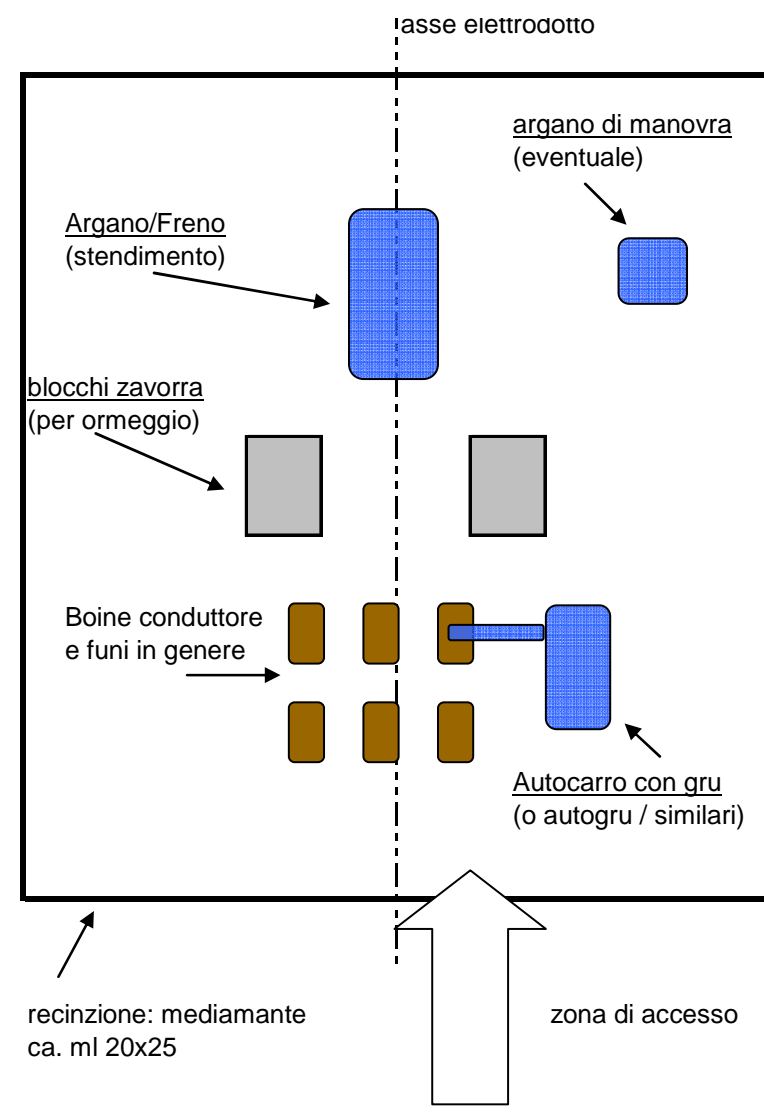 asse elettrodotto
argano di manovra
(eventuale)
Argano/Freno
(stendimento)
blocchi zavorra
(per ormeggio)
Boine conduttore
e funi in genere
Autocarro con gru
(o autogru / similari)
recinzione: mediamante
ca. ml 20x25
zona di accesso